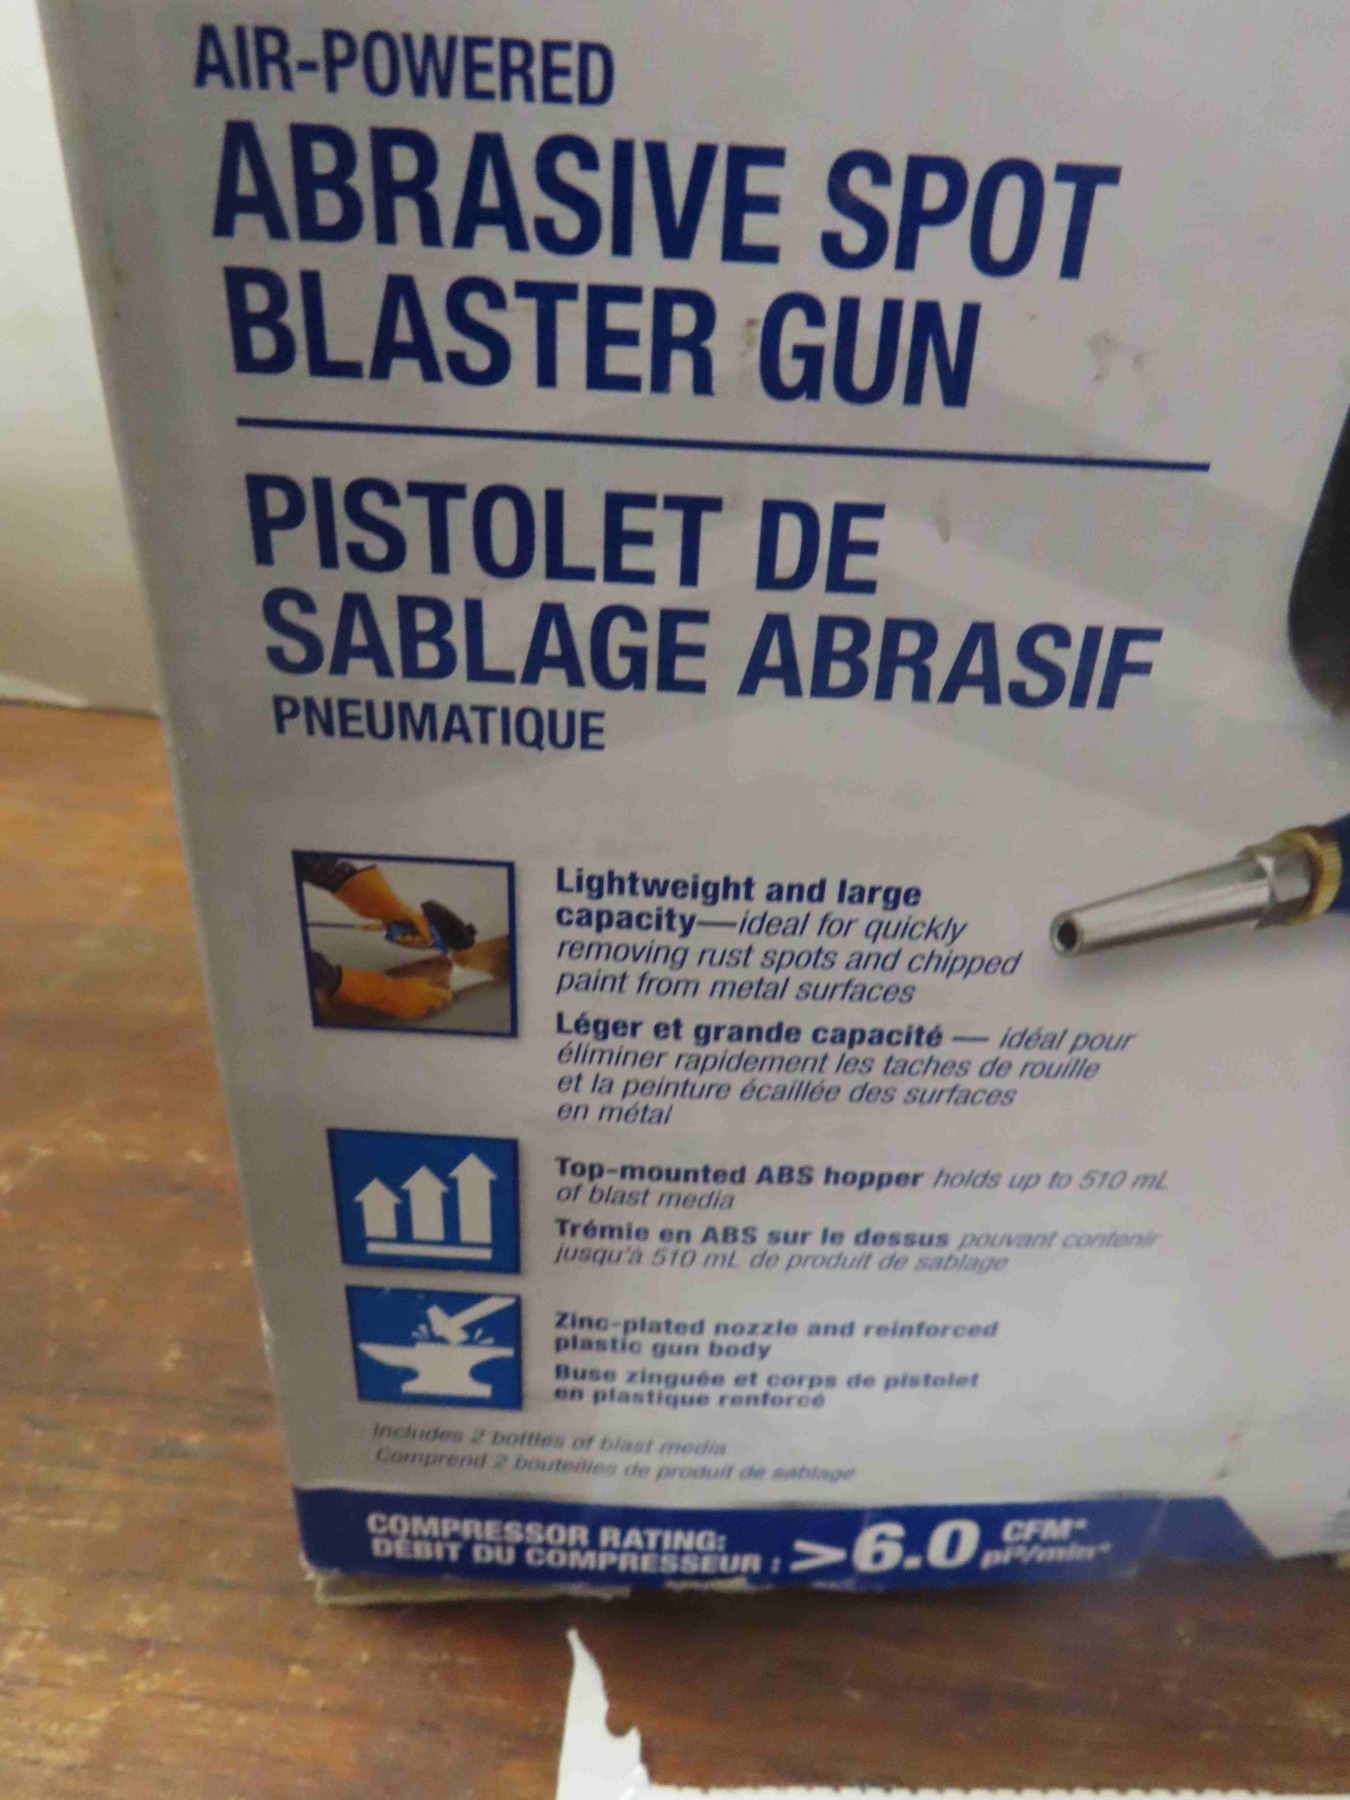 AIR-POWERED
ABRASIVE SPOT
BLASTER GUN
PISTOLET DE
SABLAGE ABRASIF
PNEUMATIQUE
Lightweight and large
capacity—ideal for quickly
removing rust spots and chipped
paint from metal surfaces
Léger et grande capacité — idéal pour
éliminer rapidement les taches de rouille
et la peinture écaillée des surfaces
en métal
Top-mounted ABS hopper holds up to 510 mL
of blast media
Trémie en ABS sur le dessus pouvant contenir
jusqu'à 510 mL de produit de sablage
Zinc-plated nozzle and reinforced
plastic gun body
Buse zinguée et corps de pistolet
en plastique renforcé
Includes 2 bottles of blast media
Comprend 2 bouteilles de produit de sablage
COMPRESSOR RATING:
DÉBIT DU COMPRESSEUR :
>6.0 CFM*
pi³/min*